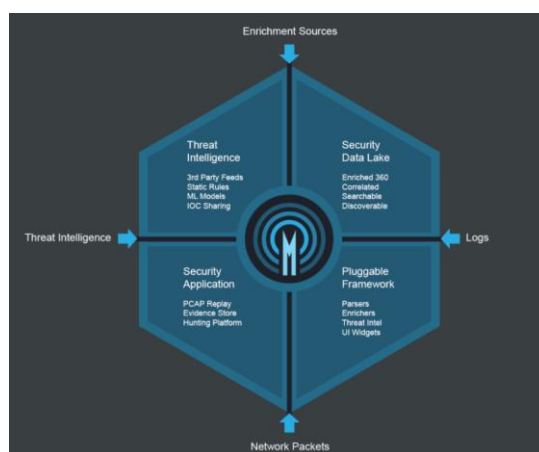 Enrichment Sources
Threat
Intelligence
3rd Party Feeds
Static Rules
ML Models
IOC Sharing
Security
Data Lake
Enriched 360
Correlated
Searchable
Discoverable
Threat Intelligence
Logs
Security
Application
PCAP Replay
Evidence Store
Hunting Platform
Pluggable
Framework
Parsers
Enrichers
Threat Intel
UI Widgets
Network Packets